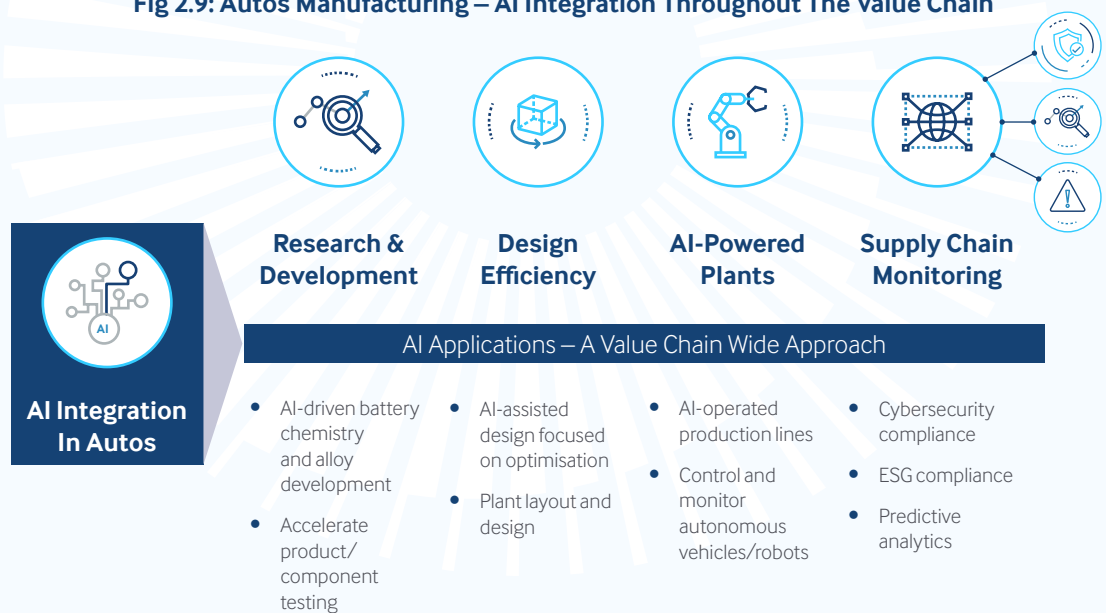 Fig 2.9: Autos Manufacturing – AI Integration Throughout The Value Chain
Research &
Development
Design
Efficiency
AI-Powered
Plants
Supply Chain
Monitoring
AI
AI Integration
In Autos
AI Applications – A Value Chain Wide Approach
• AI-driven battery
chemistry
and alloy
development
• Accelerate
product/
component
testing
• AI-assisted
design focused
on optimisation
• Plant layout and
design
• AI-operated
production lines
• Control and
monitor
autonomous
vehicles/robots
• Cybersecurity
compliance
• ESG compliance
• Predictive
analytics